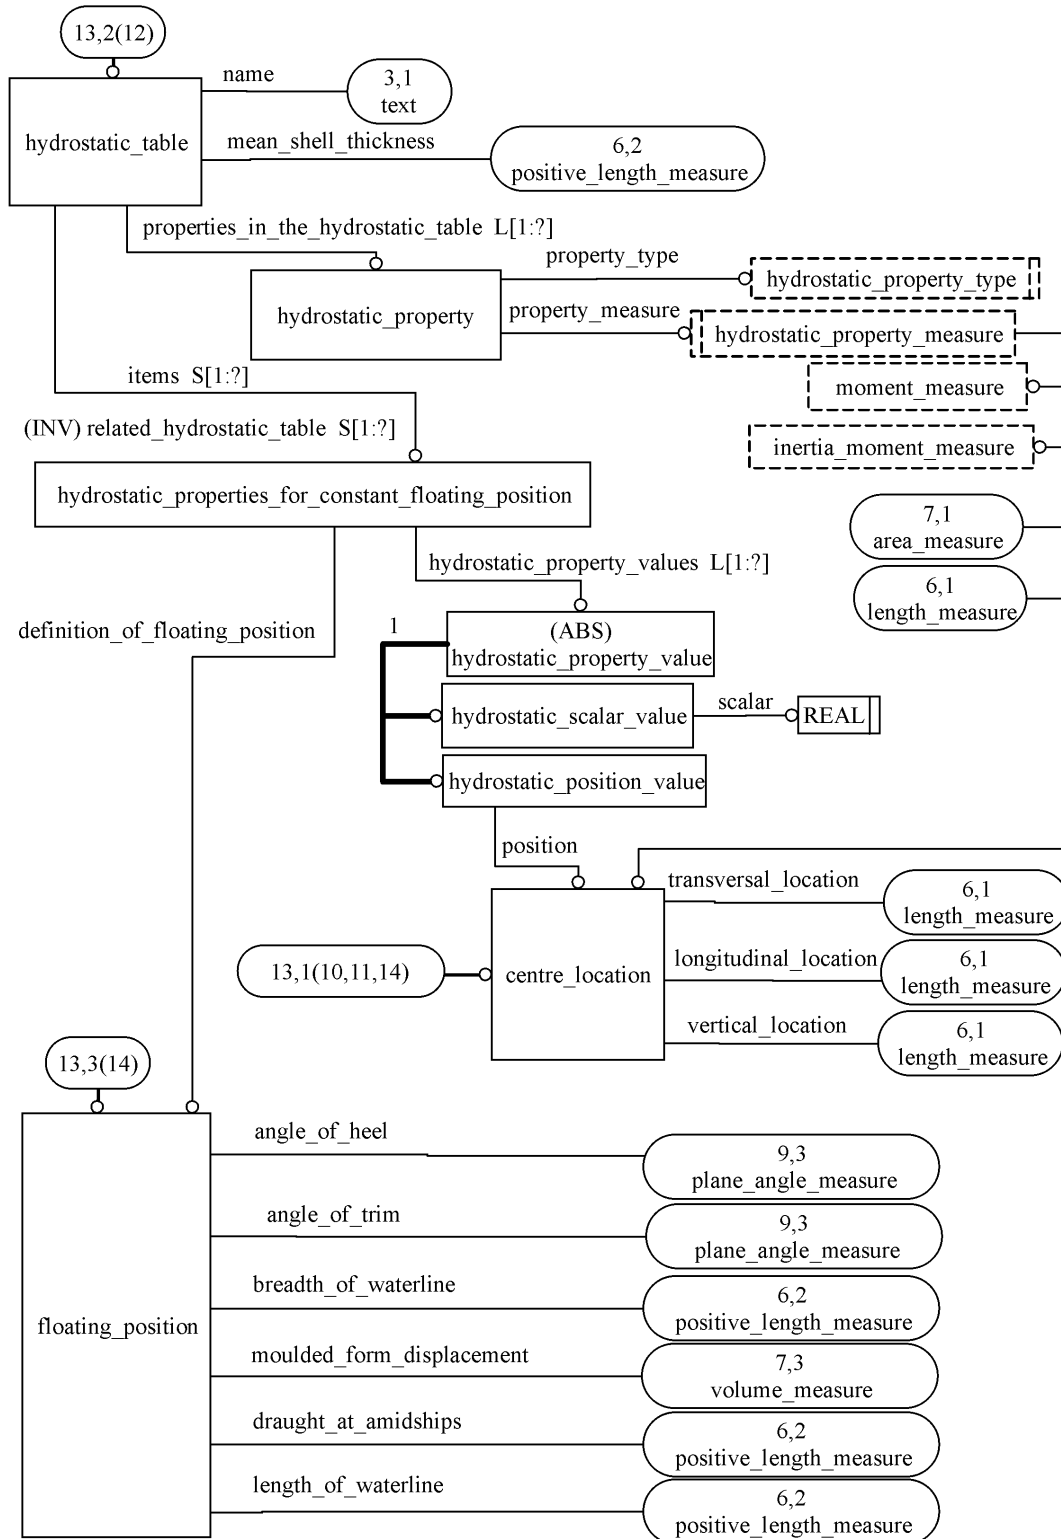 13,2(12)
name
3,1
text
hydrostatic_table
mean_shell_thickness
6,2
positive_length_measure
properties_in_the_hydrostatic_table L[1:?]
property_type
hydrostatic_property_type
hydrostatic_property
property_measure
hydrostatic_property_measure
items S[1:?]
moment_measure
(INV) related_hydrostatic_table S[1:?]
inertia_moment_measure
hydrostatic_properties_for_constant_floating_position
7,1
area_measure
hydrostatic_property_values L[1:?]
6,1
length_measure
definition_of_floating_position
1
(ABS)
hydrostatic_property_value
hydrostatic_scalar_value
scalar
REAL
hydrostatic_position_value
position
transversal_location
6,1
length_measure
13,1(10,11,14)
centre_location
longitudinal_location
6,1
length_measure
vertical_location
6,1
length_measure
13,3(14)
angle_of_heel
9,3
plane_angle_measure
angle_of_trim
9,3
plane_angle_measure
breadth_of_waterline
6,2
positive_length_measure
floating_position
moulded_form_displacement
7,3
volume_measure
draught_at_amidships
6,2
positive_length_measure
length_of_waterline
6,2
positive_length_measure